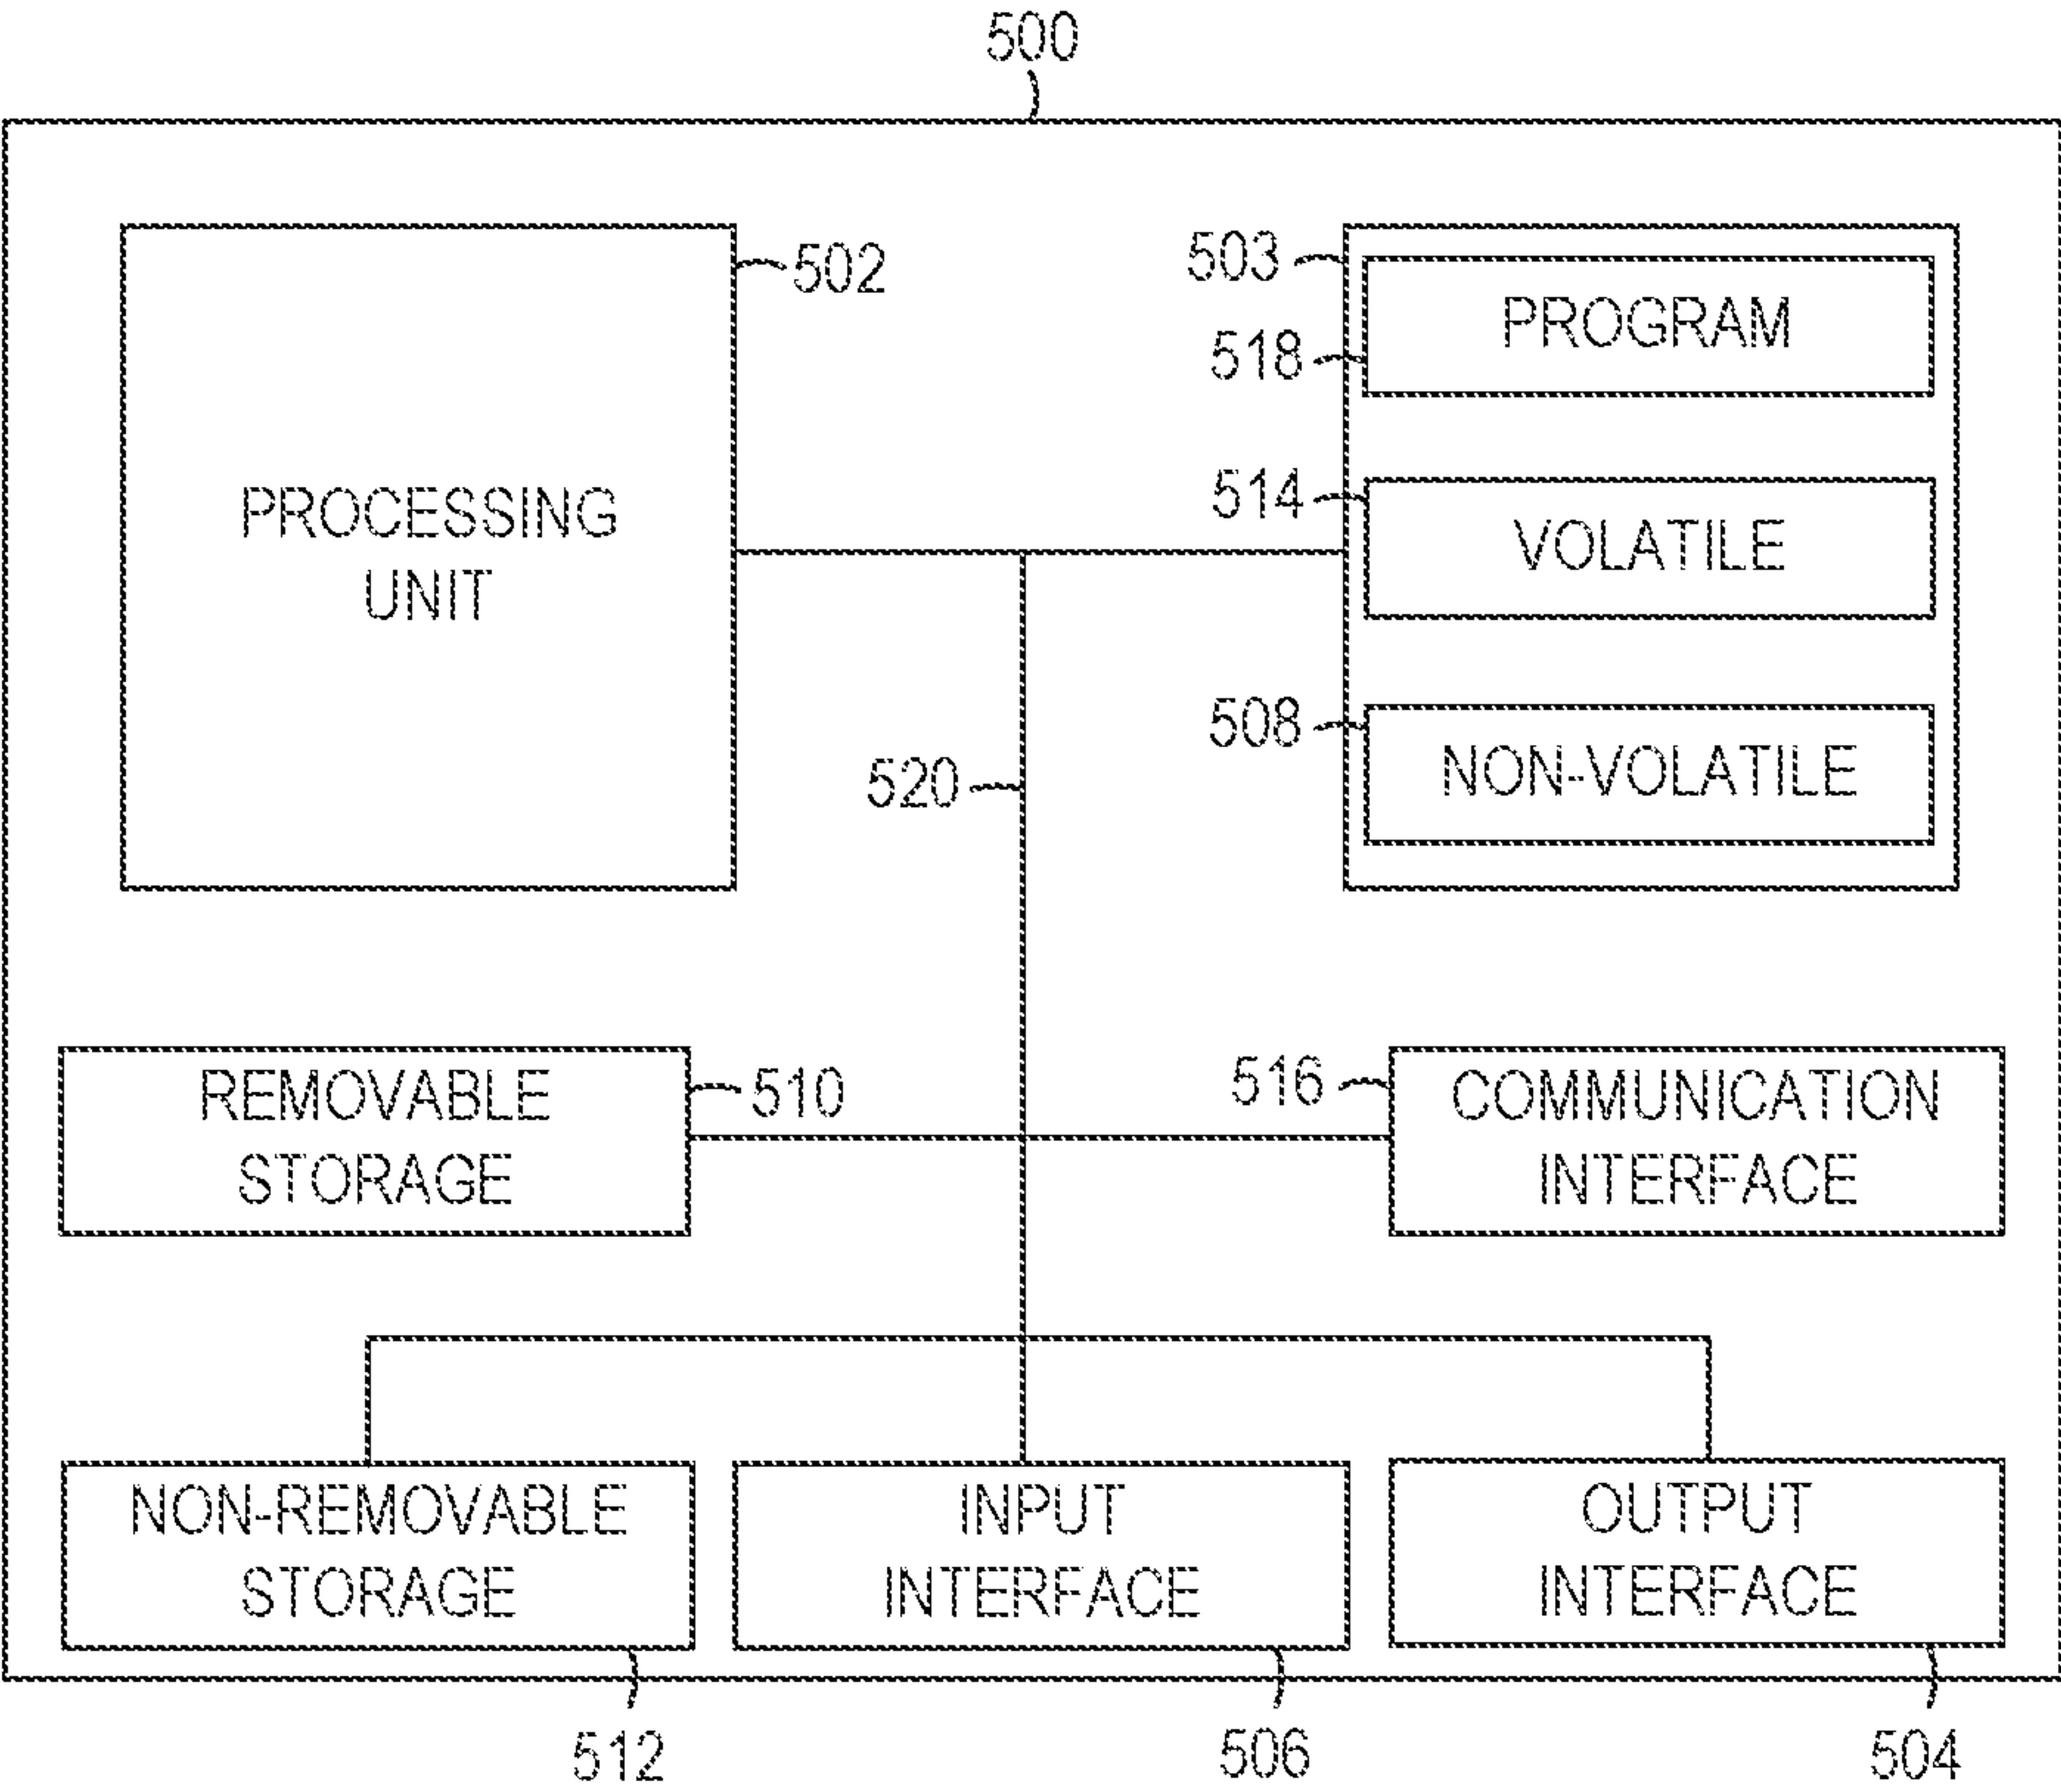 500
502
503
PROGRAM
518
514
VOLATILE
PROCESSING
UNIT
508
NON-VOLATILE
520
REMOVABLE
STORAGE
510
516
COMMUNICATION
INTERFACE
NON-REMOVABLE
STORAGE
INPUT
INTERFACE
OUTPUT
INTERFACE
512
506
504